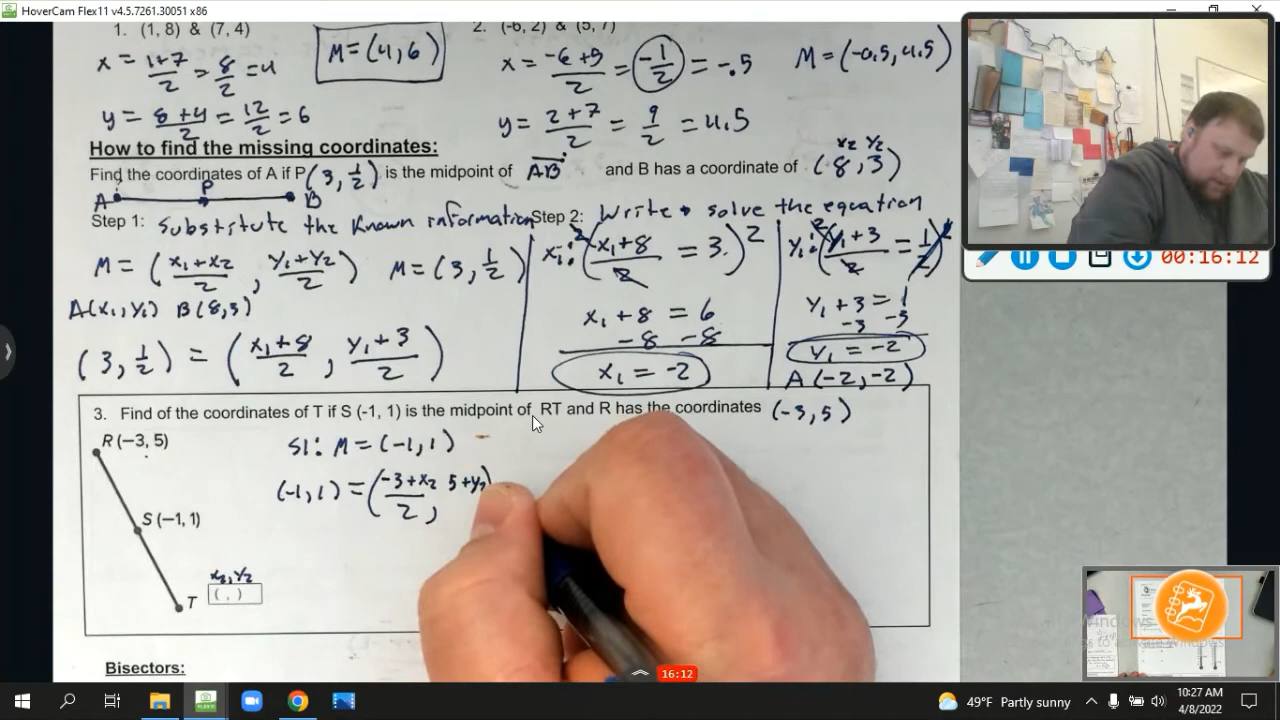 HoverCam Flex11 v4.5.7261.30051 x86
1. (1, 8) & (7, 4)
M = (4, 6)
x = 1+7/2 = 8/2 = 4
y = 8+4/2 = 12/2 = 6
2. (-6, 2) & (5, 7)
x = -6+5/2 = -1/2 = -.5
M = (-0.5, 4.5)
y = 2+7/2 = 9/2 = 4.5
How to find the missing coordinates:
x2 y2
Find the coordinates of A if P (3, 1/2) is the midpoint of AB and B has a coordinate of (8, 3)
A P B
Step 1: Substitute the known information
M = (x1+x2/2, y1+y2/2) M = (3, 1/2)
A(x1, y1) B(8, 3)
(3, 1/2) = (x1+8/2, y1+3/2)
Step 2: Write + solve the equation
x1: 2(x1+8/2 = 3)2
x1 + 8 = 6
-8 -8
x1 = -2
y1: 2(y1+3/2 = 1/2)2
y1 + 3 = 1
-3 -3
y1 = -2
A(-2, -2)
3. Find of the coordinates of T if S (-1, 1) is the midpoint of RT and R has the coordinates (-3, 5)
R (−3, 5)
S1: M = (-1, 1)
(-1, 1) = (-3+x2/2, 5+y2)
S (−1, 1)
x2, y2
T ( , )
Bisectors:
00:16:12
16:12
49°F Partly sunny
10:27 AM
4/8/2022